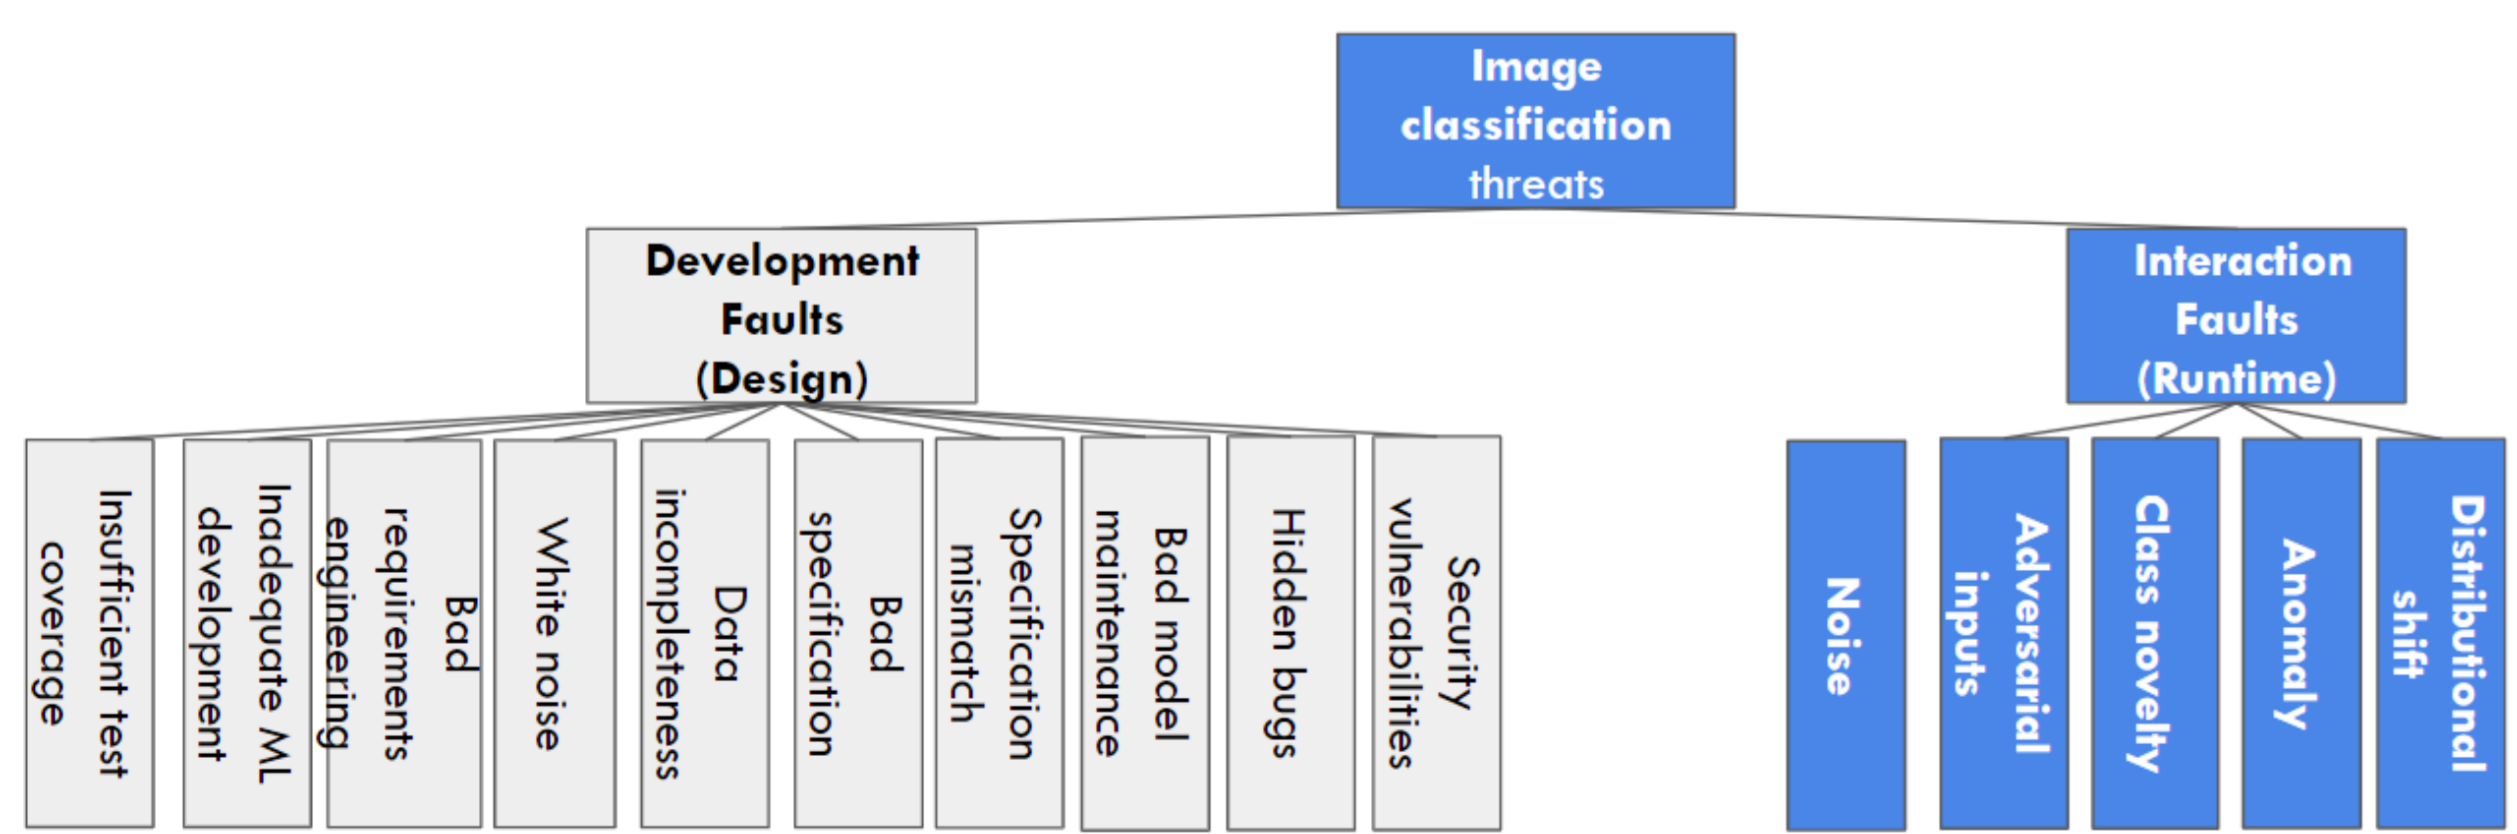 Image
classification
threats
Development
Faults
(Design)
Interaction
Faults
(Runtime)
Insufficient test
coverage
Inadequate ML
development
Bad
requirements
engineering
White noise
Data
incompleteness
Bad
specification
Specification
mismatch
Bad model
maintenance
Hidden bugs
Security
vulnerabilities
Noise
Adversarial
inputs
Class novelty
Anomaly
Distributional
shift